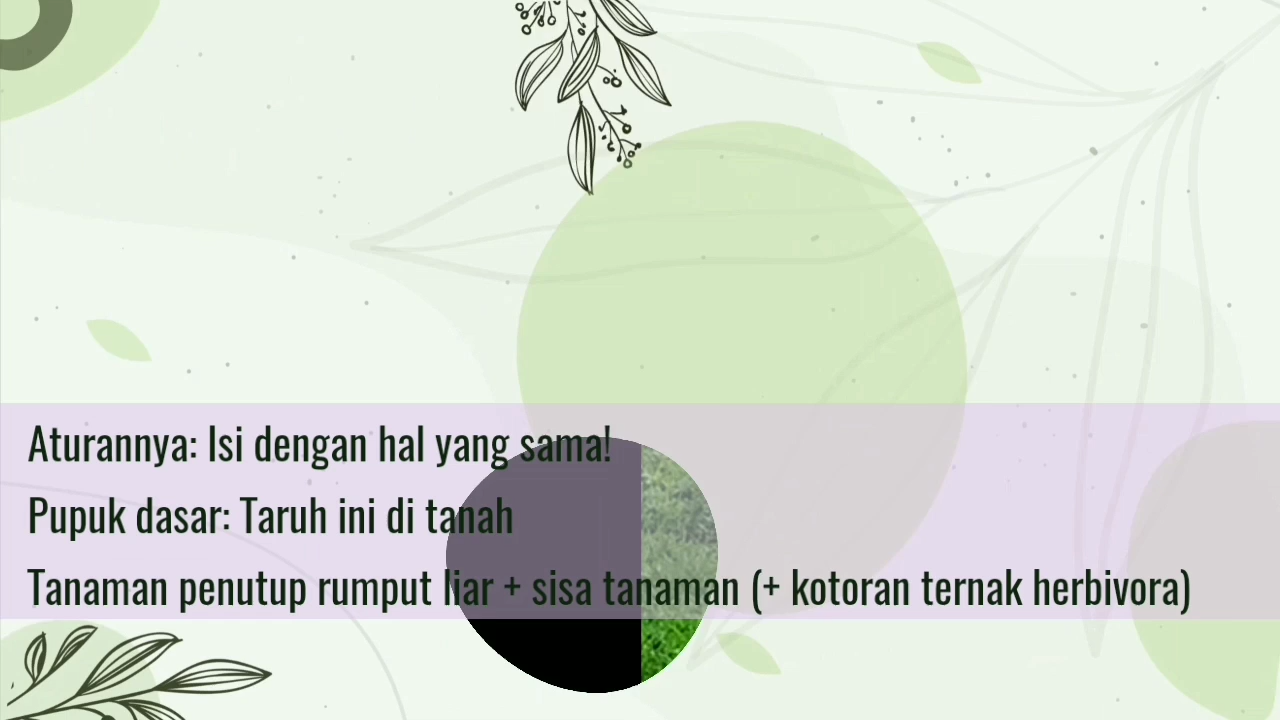 Aturannya: Isi dengan hal yang sama!
Pupuk dasar: Taruh ini di tanah
Tanaman penutup rumput liar + sisa tanaman (+ kotoran ternak herbivora)